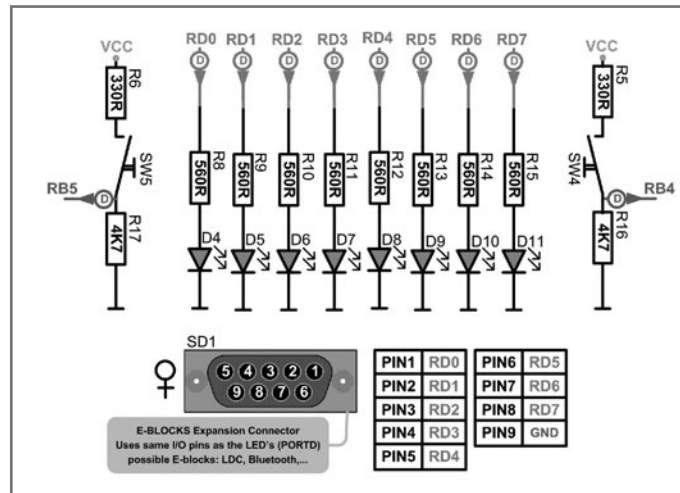 RD0 RD1 RD2 RD3 RD4 RD5 RD6 RD7
VCC VCC
D D D D D D D D
R6 330R
R5 330R
R8 560R
R9 560R
R10 560R
R11 560R
R12 560R
R13 560R
R14 560R
R15 560R
SW5
SW4
RB5 D
D RB4
R17 4K7
R16 4K7
D4 D5 D6 D7 D8 D9 D10 D11
SD1
5 4 3 2 1
9 8 7 6
E-BLOCKS Expansion Connector
Uses same I/O pins as the LED's (PORTD)
possible E-blocks: LDC, Bluetooth,...
PIN1 RD0
PIN2 RD1
PIN3 RD2
PIN4 RD3
PIN5 RD4
PIN6 RD5
PIN7 RD6
PIN8 RD7
PIN9 GND